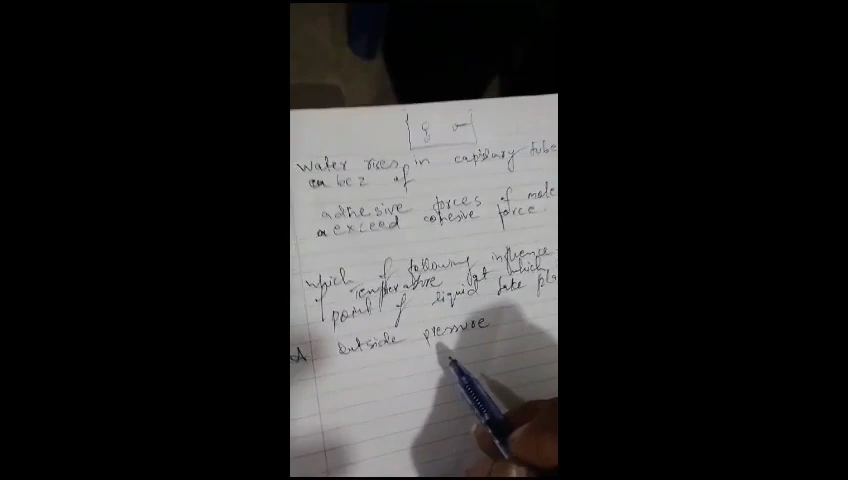 Water rises in capillary tube
bcz of
adhesive forces of mole
exceed cohesive force.
which of following influence
Temperature at which
point of liquid take pla
A outside pressure